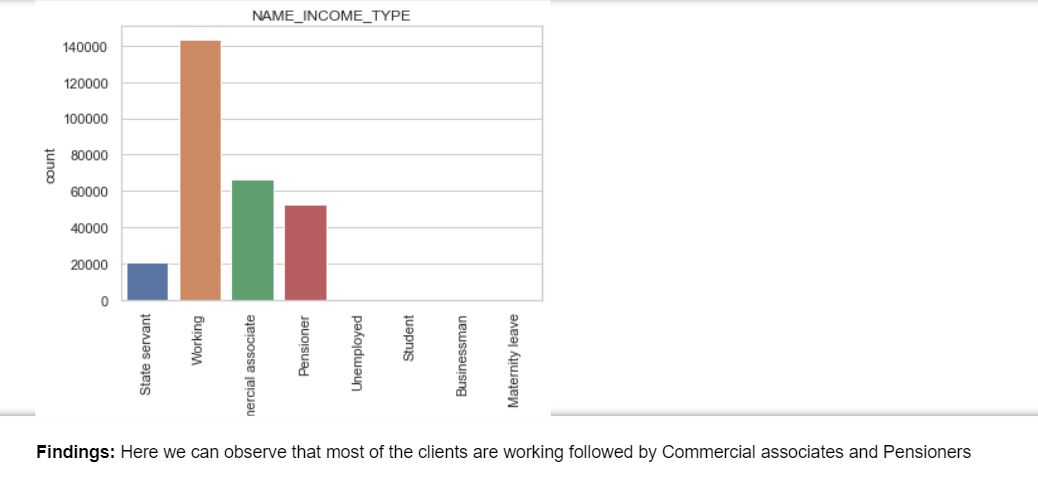 NAME_INCOME_TYPE
140000
120000
100000
80000
60000
40000
20000
0
count
State servant
Working
nercial associate
Pensioner
Unemployed
Student
Businessman
Maternity leave
Findings: Here we can observe that most of the clients are working followed by Commercial associates and Pensioners